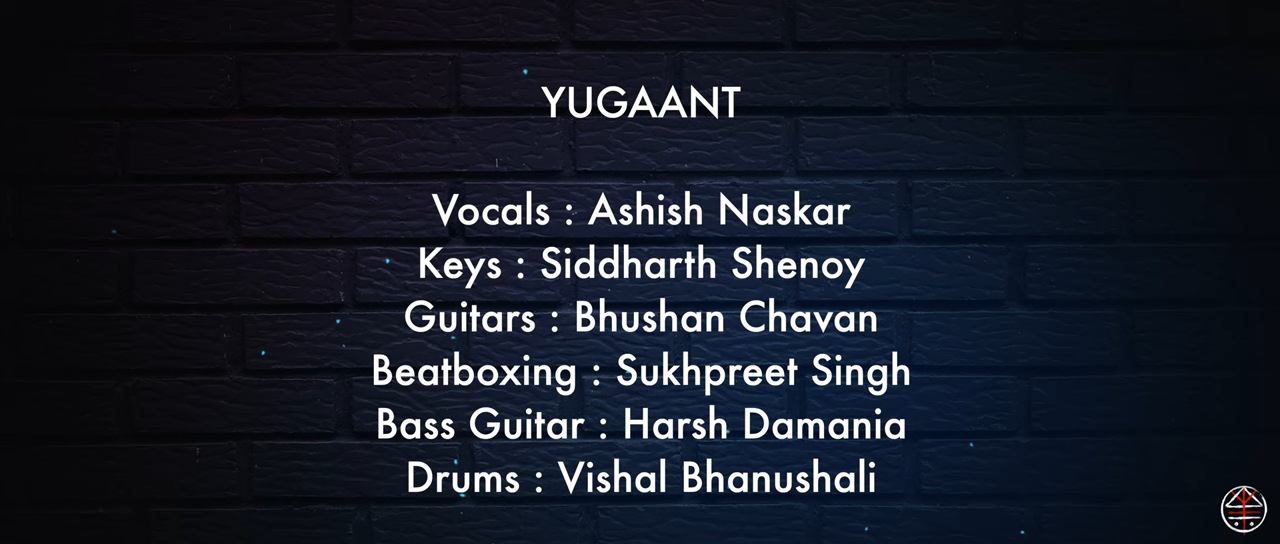 YUGAANT
Vocals : Ashish Naskar
Keys : Siddharth Shenoy
Guitars : Bhushan Chavan
Beatboxing : Sukhpreet Singh
Bass Guitar : Harsh Damania
Drums : Vishal Bhanushali